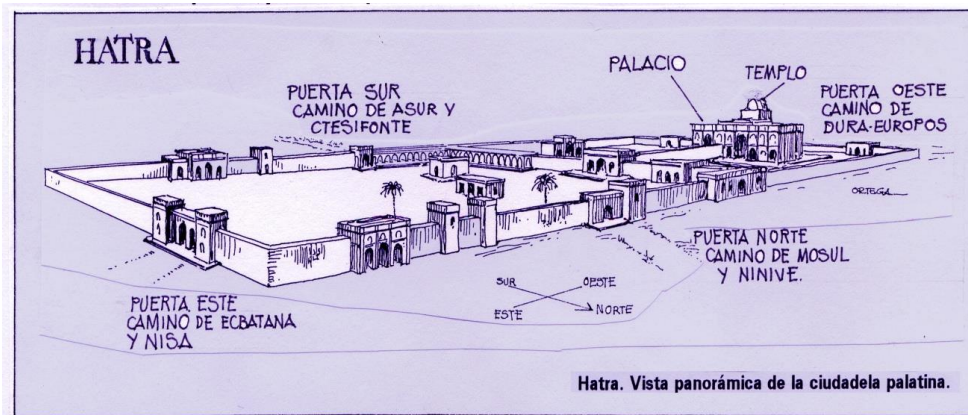 HATRA
PUERTA SUR
CAMINO DE ASUR Y
CTESIFONTE
PALACIO
TEMPLO
PUERTA OESTE
CAMINO DE
DURA-EUROPOS
ORTEGA
PUERTA NORTE
CAMINO DE MOSUL
Y NINIVE.
SUR
OESTE
ESTE
NORTE
PUERTA ESTE
CAMINO DE ECBATANA
Y NISA
Hatra. Vista panorámica de la ciudadela palatina.